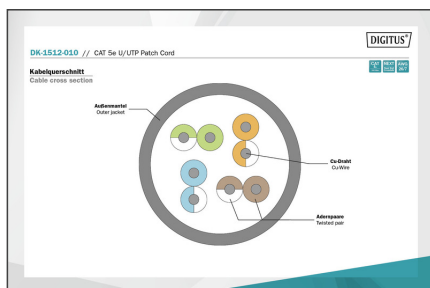 DIGITUS®
DK-1512-010 // CAT 5e U/UTP Patch Cord
Kabelquerschnitt
Cable cross section
Außenmantel
Outer jacket
Cu-Draht
Cu-Wire
Aderspaare
Twisted pair